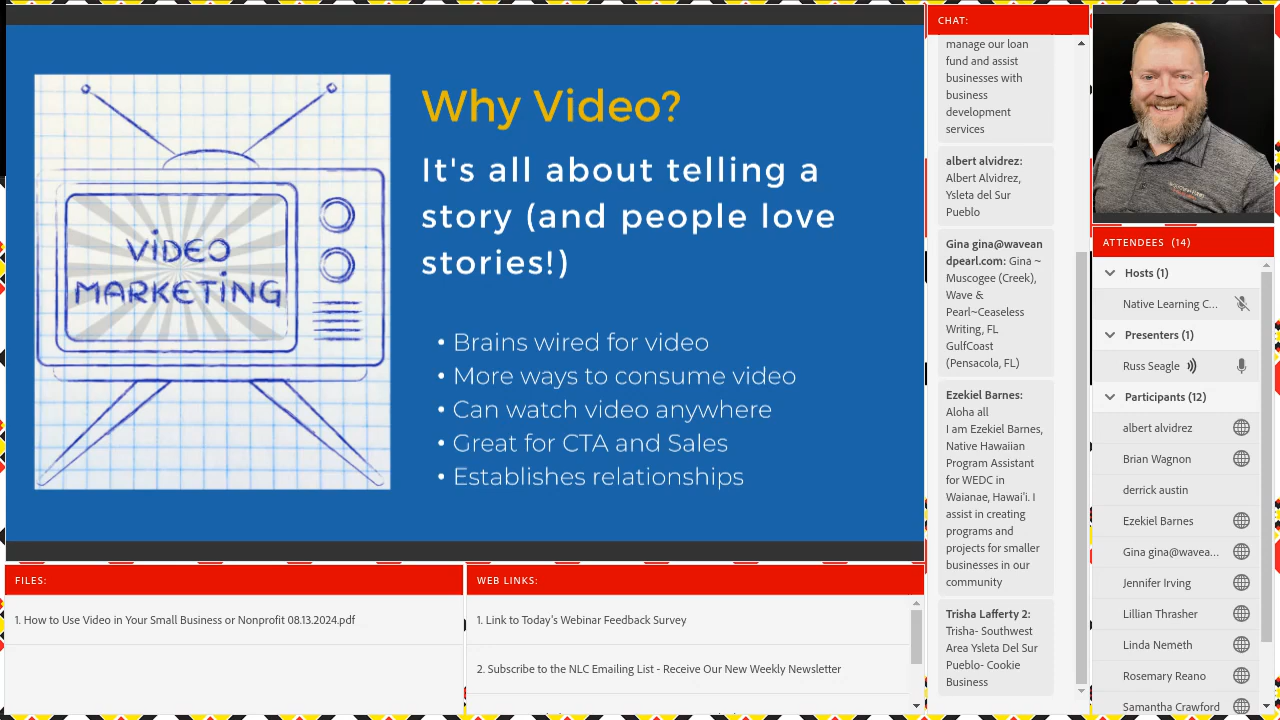 VIDEO
MARKETING
Why Video?
It's all about telling a
story (and people love
stories!)
• Brains wired for video
• More ways to consume video
• Can watch video anywhere
• Great for CTA and Sales
• Establishes relationships
FILES:
1. How to Use Video in Your Small Business or Nonprofit 08.13.2024.pdf
WEB LINKS:
1. Link to Today's Webinar Feedback Survey
2. Subscribe to the NLC Emailing List - Receive Our New Weekly Newsletter
CHAT:
manage our loan
fund and assist
businesses with
business
development
services
albert alvidrez:
Albert Alvidrez,
Ysleta del Sur
Pueblo
Gina gina@wavean
dpearl.com: Gina ~
Muscogee (Creek),
Wave &
Pearl~Ceaseless
Writing, FL
GulfCoast
(Pensacola, FL)
Ezekiel Barnes:
Aloha all
I am Ezekiel Barnes,
Native Hawaiian
Program Assistant
for WEDC in
Waianae, Hawai'i. I
assist in creating
programs and
projects for smaller
businesses in our
community
Trisha Lafferty 2:
Trisha- Southwest
Area Ysleta Del Sur
Pueblo- Cookie
Business
ATTENDEES (14)
Hosts (1)
Native Learning C...
Presenters (1)
Russ Seagle
Participants (12)
albert alvidrez
Brian Wagnon
derrick austin
Ezekiel Barnes
Gina gina@wavea...
Jennifer Irving
Lillian Thrasher
Linda Nemeth
Rosemary Reano
Samantha Crawford